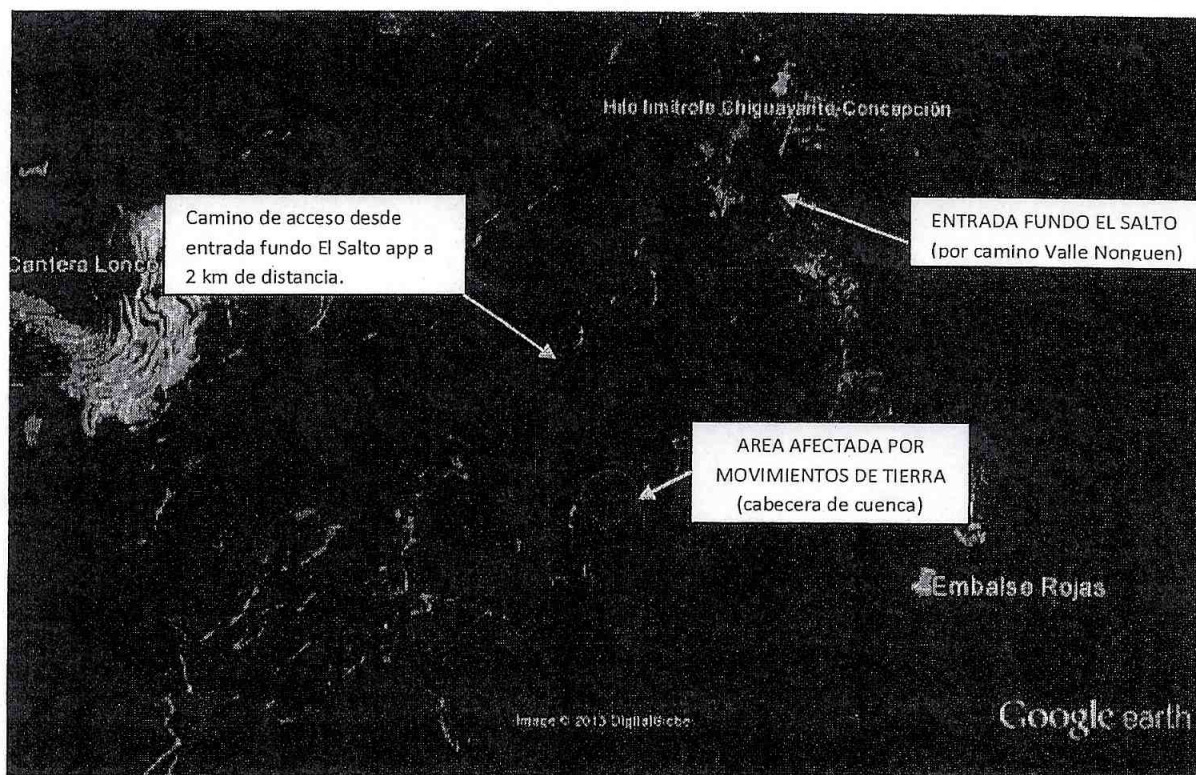 Hito limitrofe Chiguayante-Concepción
Camino de acceso desde
entrada fundo El Salto app a
2 km de distancia.
ENTRADA FUNDO EL SALTO
(por camino Valle Nonguen)
Cantera Lonco
AREA AFECTADA POR
MOVIMIENTOS DE TIERRA
(cabecera de cuenca)
Embalse Rojas
Image © 2013 DigitalGlobe
Google earth